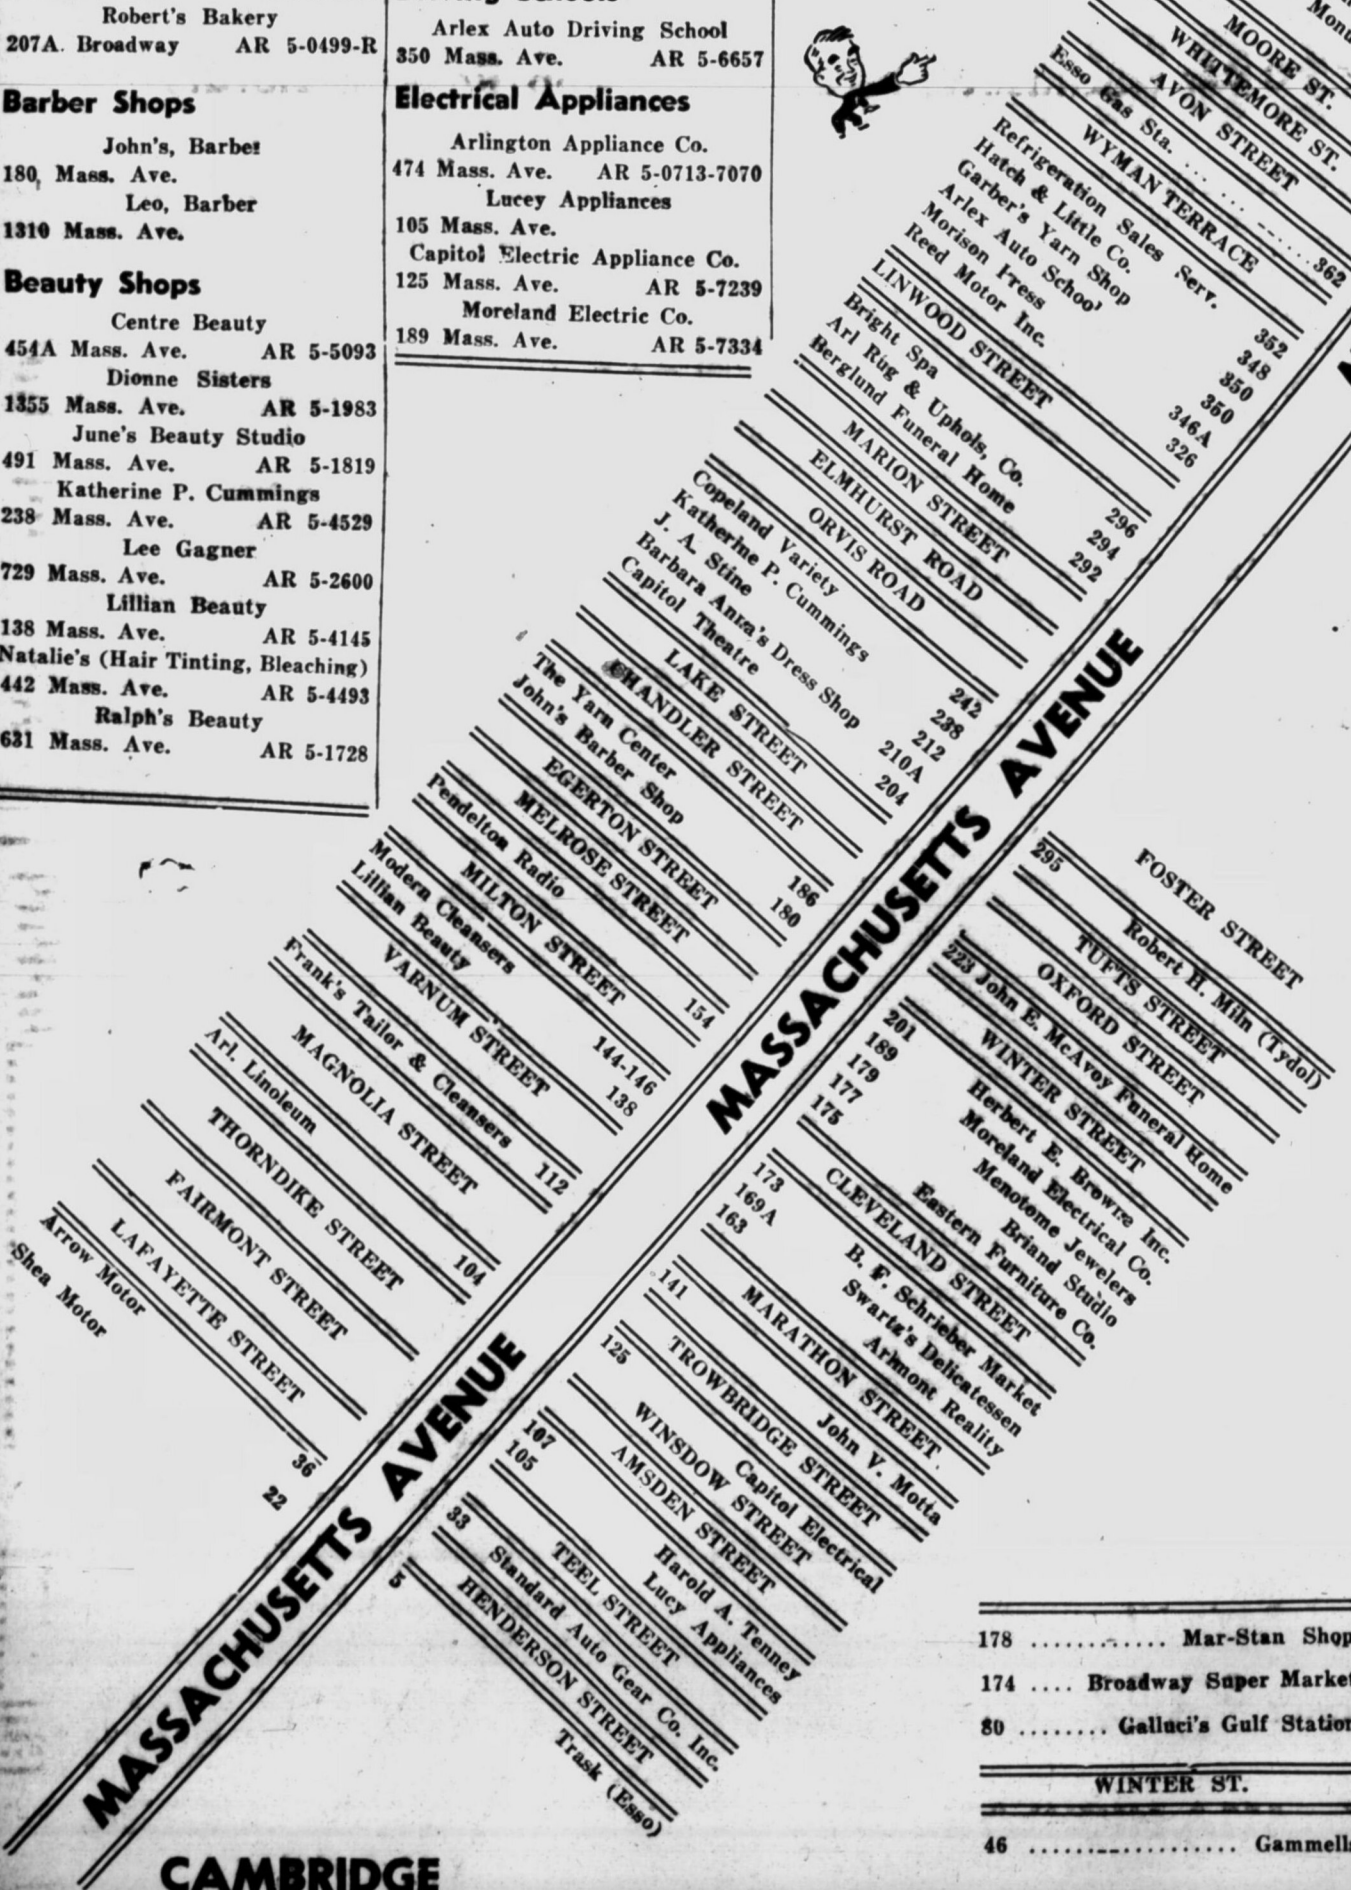 Robert's Bakery
207A. Broadway AR 5-0499-R
Barber Shops
John's, Barber
180, Mass. Ave.
Leo, Barber
1310 Mass. Ave.
Beauty Shops
Centre Beauty
454A Mass. Ave. AR 5-5093
Dionne Sisters
1355 Mass. Ave. AR 5-1983
June's Beauty Studio
491 Mass. Ave. AR 5-1819
Katherine P. Cummings
238 Mass. Ave. AR 5-4529
Lee Gagner
729 Mass. Ave. AR 5-2600
Lillian Beauty
138 Mass. Ave. AR 5-4145
Natalie's (Hair Tinting, Bleaching)
442 Mass. Ave. AR 5-4493
Ralph's Beauty
631 Mass. Ave. AR 5-1728
Arlex Auto Driving School
350 Mass. Ave. AR 5-6657
Electrical Appliances
Arlington Appliance Co.
474 Mass. Ave. AR 5-0713-7070
Lucey Appliances
105 Mass. Ave.
Capitol Electric Appliance Co.
125 Mass. Ave. AR 5-7239
Moreland Electric Co.
189 Mass. Ave. AR 5-7334
MOORE ST.
WHITTEMORE ST.
AVON STREET
Esso Gas Sta. ........... 362
WYMAN TERRACE
Refrigeration Sales Serv. 352
Hatch & Little Co. 348
Garber's Yarn Shop 350
Arlex Auto School 350
Morison Press 346A
Reed Motor Inc. 326
LINWOOD STREET
Bright Spa 296
Arl Rug & Uphols, Co. 294
Berglund Funeral Home 292
MARION STREET
ELMHURST ROAD
ORVIS ROAD
Copeland Variety 242
Katherine P. Cummings 238
J. A. Stine 212
Barbara Anna's Dress Shop 210A
Capitol Theatre 204
LAKE STREET
CHANDLER STREET
The Yarn Center 186
John's Barber Shop 180
EGERTON STREET
MELROSE STREET
Pendelton Radio 154
MILTON STREET
Modern Cleansers 144-146
Lillian Beauty 138
VARNUM STREET
Frank's Tailor & Cleansers 112
MAGNOLIA STREET
Arl. Linoleum 104
THORNDIKE STREET
FAIRMONT STREET
LAFAYETTE STREET
Arrow Motor 36
Shea Motor 22
MASSACHUSETTS AVENUE
MASSACHUSETTS AVENUE
FOSTER STREET
295 Robert H. Miln (Tydol)
TUFTS STREET
OXFORD STREET
223 John E. McAvoy Funeral Home
WINTER STREET
201 Herbert E. Browne Inc.
189 Moreland Electrical Co.
179 Menotome Jewelers
177 Briand Studio
175 Eastern Furniture Co.
CLEVELAND STREET
173 B. F. Schrieber Market
169A Swartz's Delicatessen
163 Arlmont Reality
MARATHON STREET
141 John V. Motta
TROWBRIDGE STREET
125 Capitol Electrical
WINSDOW STREET
AMSDEN STREET
107 Harold A. Tenney
105 Lucy Appliances
TEEL STREET
33 Standard Auto Gear Co. Inc.
HENDERSON STREET
5 Trask (Esso)
CAMBRIDGE
178 ............ Mar-Stan Shop
174 .... Broadway Super Market
80 ........ Galluci's Gulf Station
WINTER ST.
46 .................. Gammell